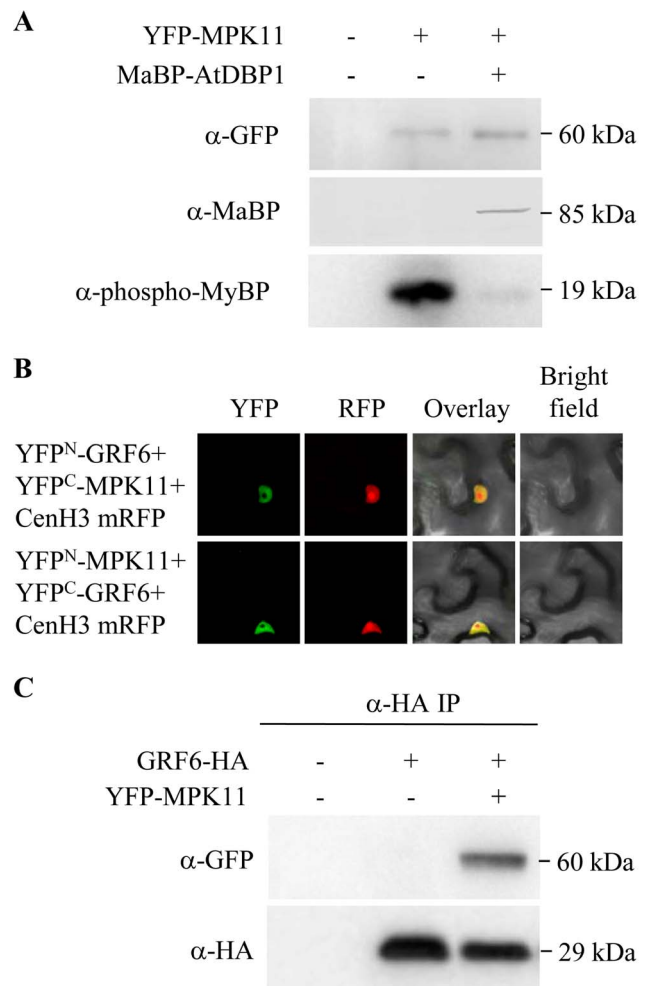 A
YFP-MPK11 - + +
MaBP-AtDBP1 - - +
α-GFP - 60 kDa
α-MaBP - 85 kDa
α-phospho-MyBP - 19 kDa
B
YFP RFP Overlay Bright field
YFPᴺ-GRF6+
YFPᶜ-MPK11+
CenH3 mRFP
YFPᴺ-MPK11+
YFPᶜ-GRF6+
CenH3 mRFP
C
α-HA IP
GRF6-HA - + +
YFP-MPK11 - - +
α-GFP - 60 kDa
α-HA - 29 kDa